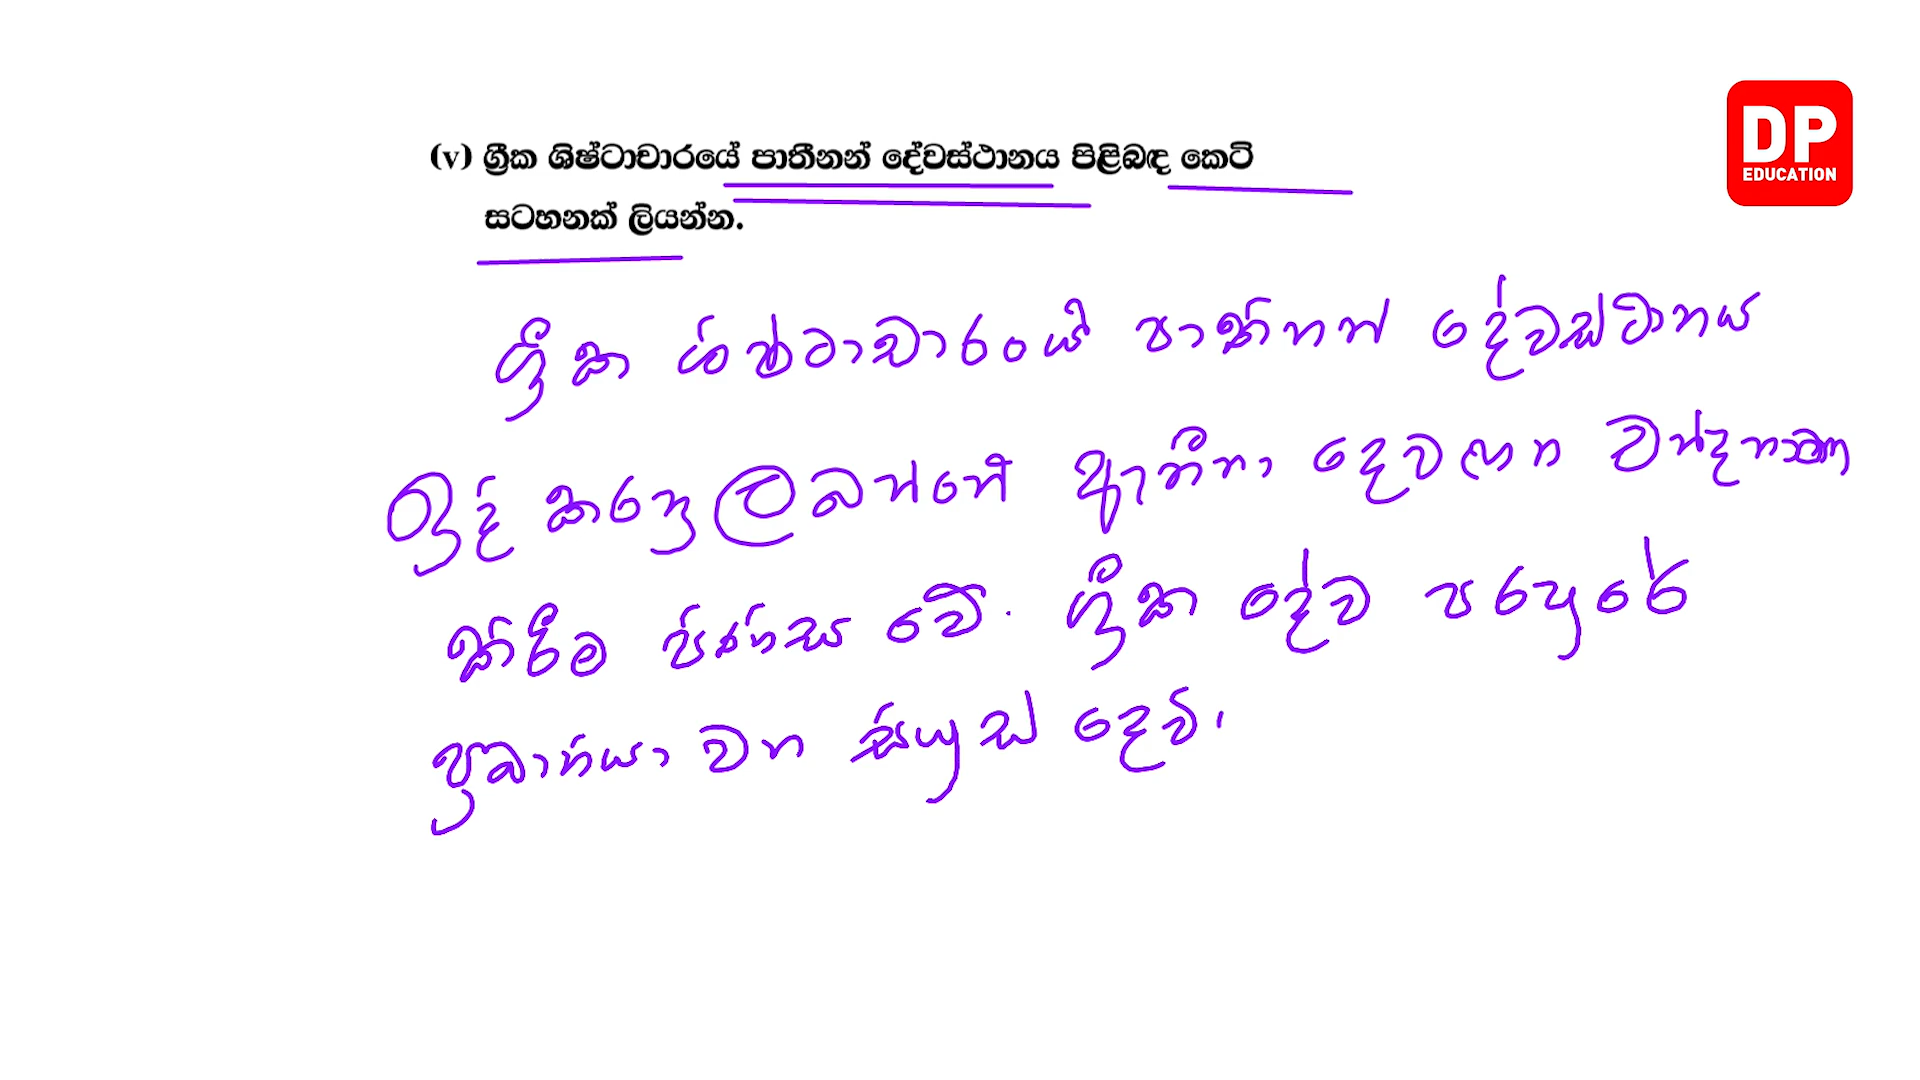 DP
EDUCATION
(v) ග්‍රීක ශිෂ්ටාචාරයේ පාතීනන් දේවස්ථානය පිළිබඳ කෙටි
සටහනක් ලියන්න.
ග්‍රීක ශිෂ්ටාචාරයේ පාතිනන් දේවස්ථානය
ඉදි කරනු ලබන්නේ ඇතීනා දෙවඟන වන්දනාව
කිරීම පිණිස වේ. ග්‍රීක දේව පරපුරේ
ප්‍රධානියා වන සියුස් දෙවි